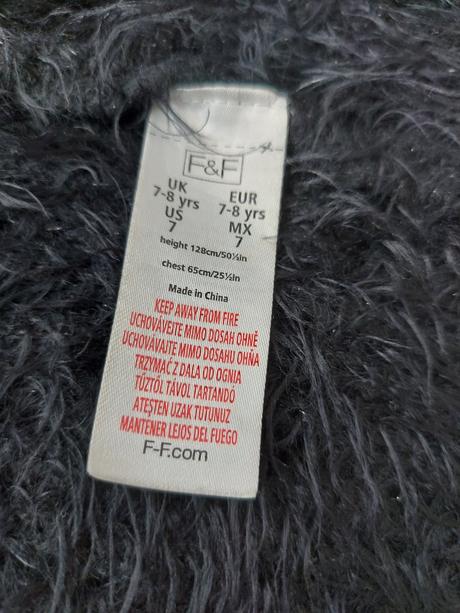 F&F
UK EUR
7-8 yrs 7-8 yrs
US MX
7 7
height 128cm/50½in
chest 65cm/25½in
Made in China
KEEP AWAY FROM FIRE
UCHOVÁVEJTE MIMO DOSAH OHNĚ
UCHOVÁVAJTE MIMO DOSAHU OHŇA
TRZYMAĆ Z DALA OD OGNIA
TŰZTŐL TÁVOL TARTANDÓ
ATEŞTEN UZAK TUTUNUZ
MANTENER LEJOS DEL FUEGO
F-F.com